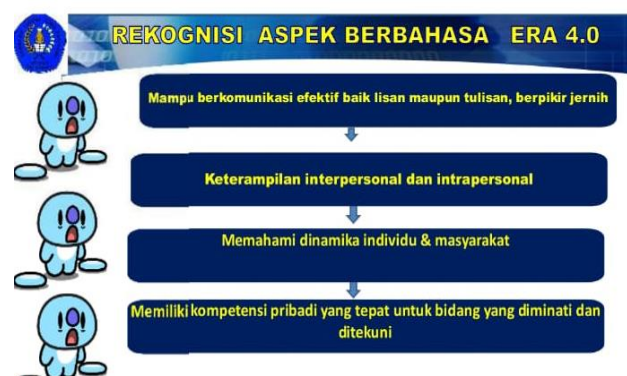 REKOGNISI ASPEK BERBAHASA ERA 4.0
Mampu berkomunikasi efektif baik lisan maupun tulisan, berpikir jernih
Keterampilan interpersonal dan intrapersonal
Memahami dinamika individu & masyarakat
Memiliki kompetensi pribadi yang tepat untuk bidang yang diminati dan
ditekuni